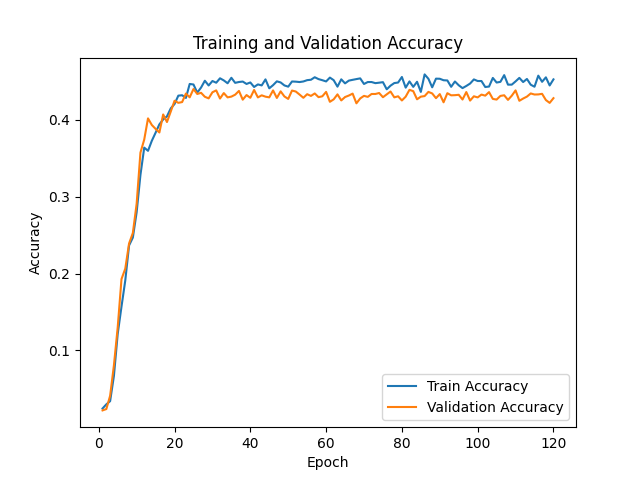 Training and Validation Accuracy
Accuracy
0.4
0.3
0.2
0.1
0 20 40 60 80 100 120
Epoch
Train Accuracy
Validation Accuracy